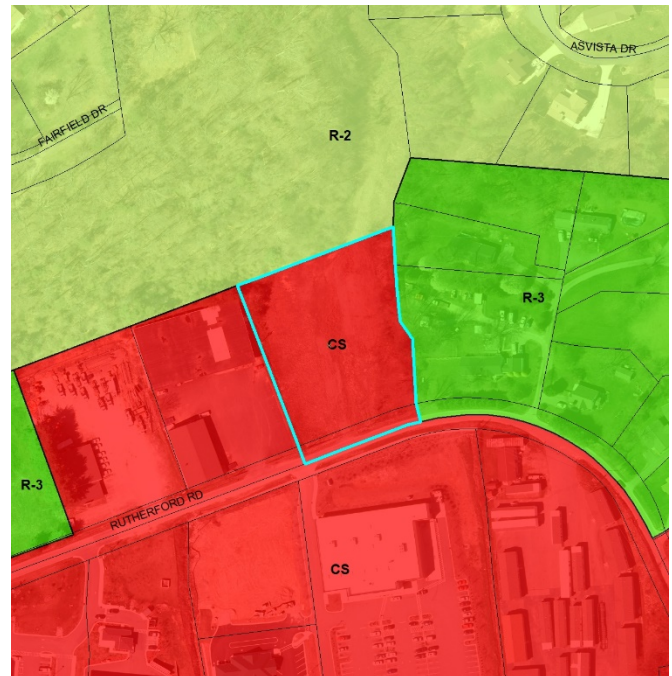 ASVISTA DR
FAIRFIELD DR
R-2
R-3
CS
R-3
RUTHERFORD RD
CS